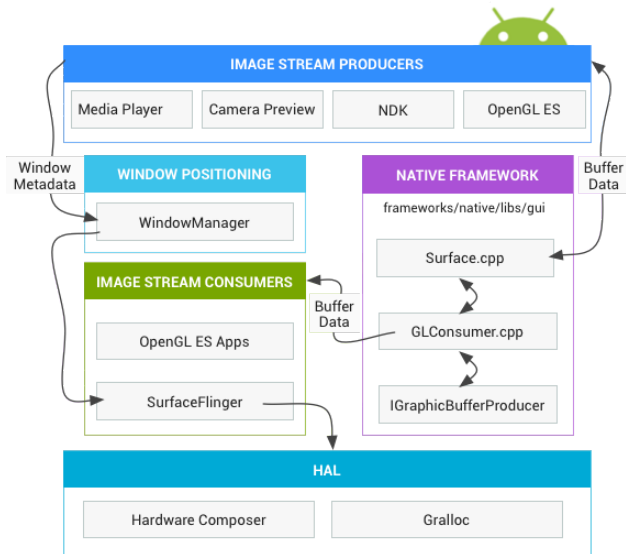 IMAGE STREAM PRODUCERS
Media Player
Camera Preview
NDK
OpenGL ES
Window
Metadata
Buffer
Data
WINDOW POSITIONING
WindowManager
NATIVE FRAMEWORK
frameworks/native/libs/gui
Surface.cpp
GLConsumer.cpp
IGraphicBufferProducer
IMAGE STREAM CONSUMERS
Buffer
Data
OpenGL ES Apps
SurfaceFlinger
HAL
Hardware Composer
Gralloc